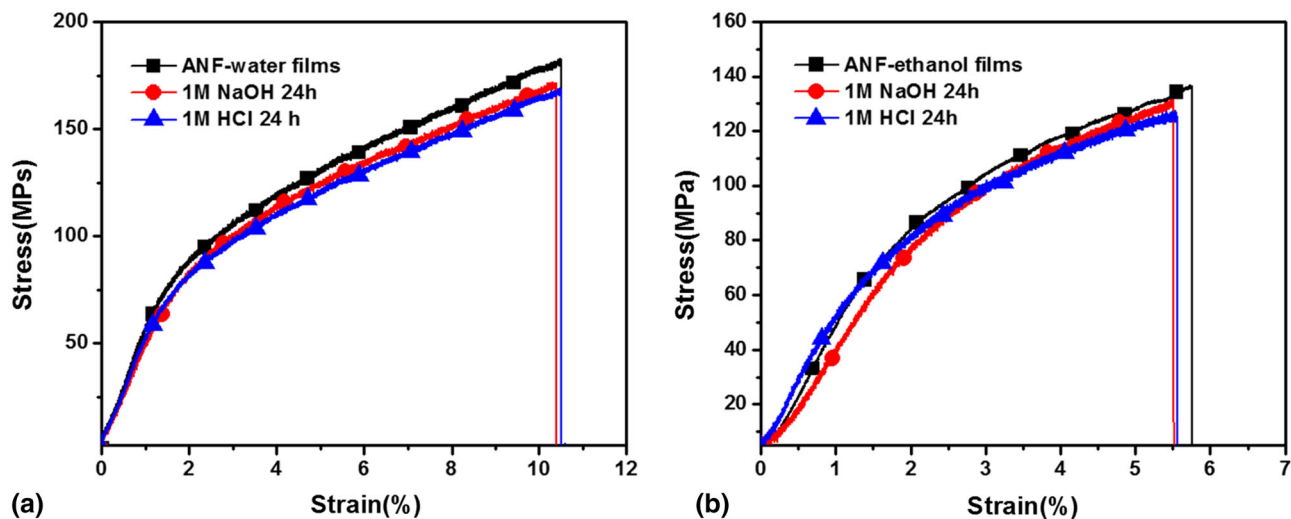 200
150
100
50
0
2
4
6
8
10
12
Stress(MPs)
Strain(%)
ANF-water films
1M NaOH 24h
1M HCl 24 h
(a)
160
140
120
100
80
60
40
20
0
1
2
3
4
5
6
7
Stress(MPa)
Strain(%)
ANF-ethanol films
1M NaOH 24h
1M HCl 24h
(b)